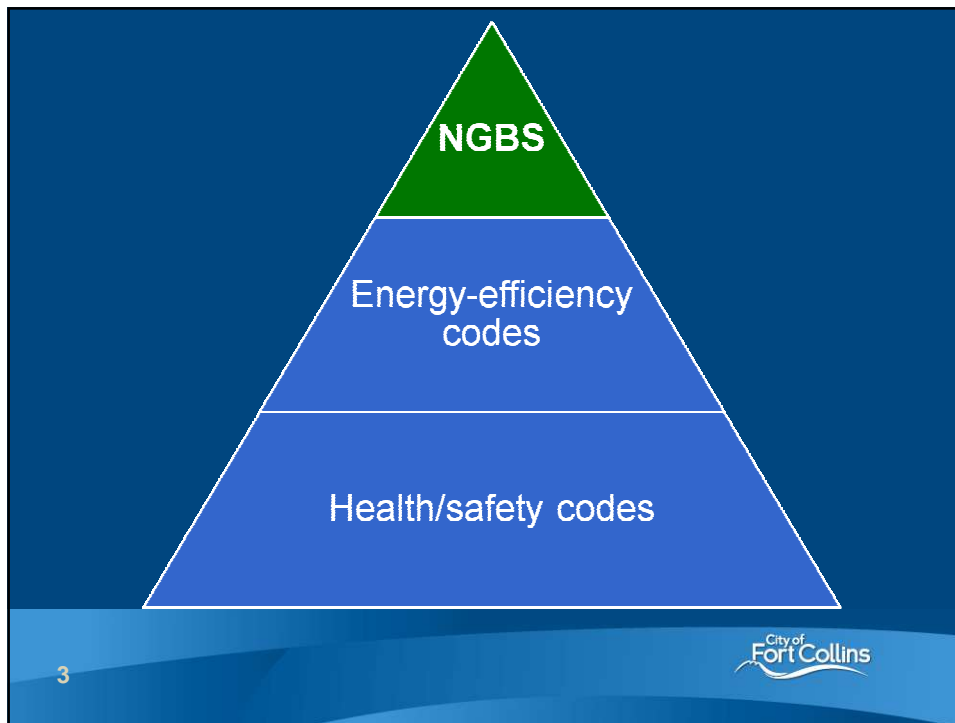 NGBS
Energy-efficiency
codes
Health/safety codes
3
City of
Fort Collins